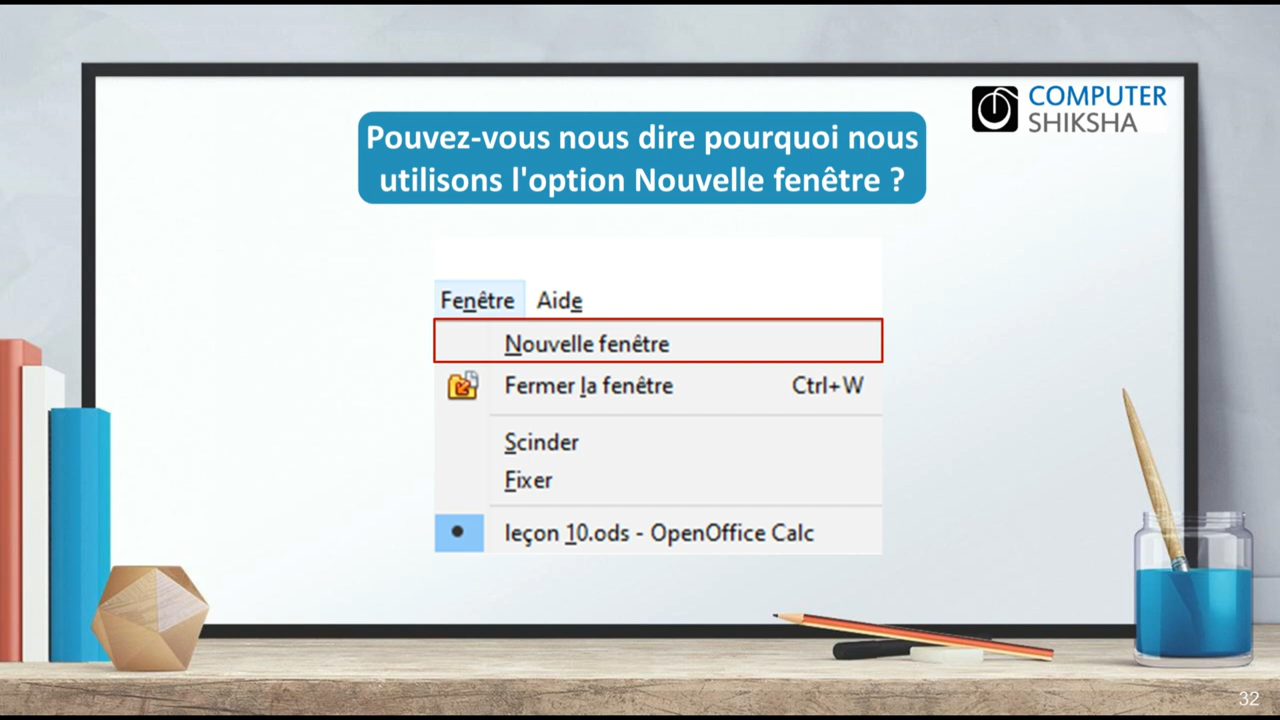 COMPUTER
SHIKSHA
Pouvez-vous nous dire pourquoi nous
utilisons l'option Nouvelle fenêtre ?
Fenêtre Aide
Nouvelle fenêtre
Fermer la fenêtre Ctrl+W
Scinder
Fixer
leçon 10.ods - OpenOffice Calc
32